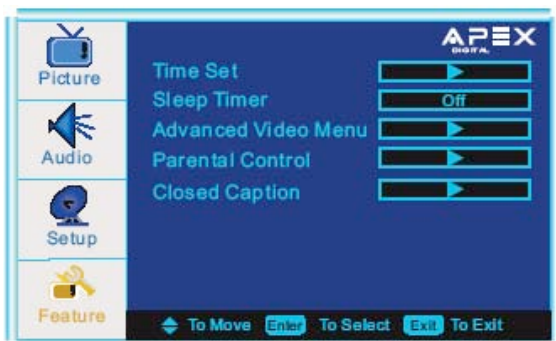 APEX
DIGITAL
Picture
Audio
Setup
Feature
Time Set
Sleep Timer Off
Advanced Video Menu
Parental Control
Closed Caption
To Move Enter To Select Exit To Exit